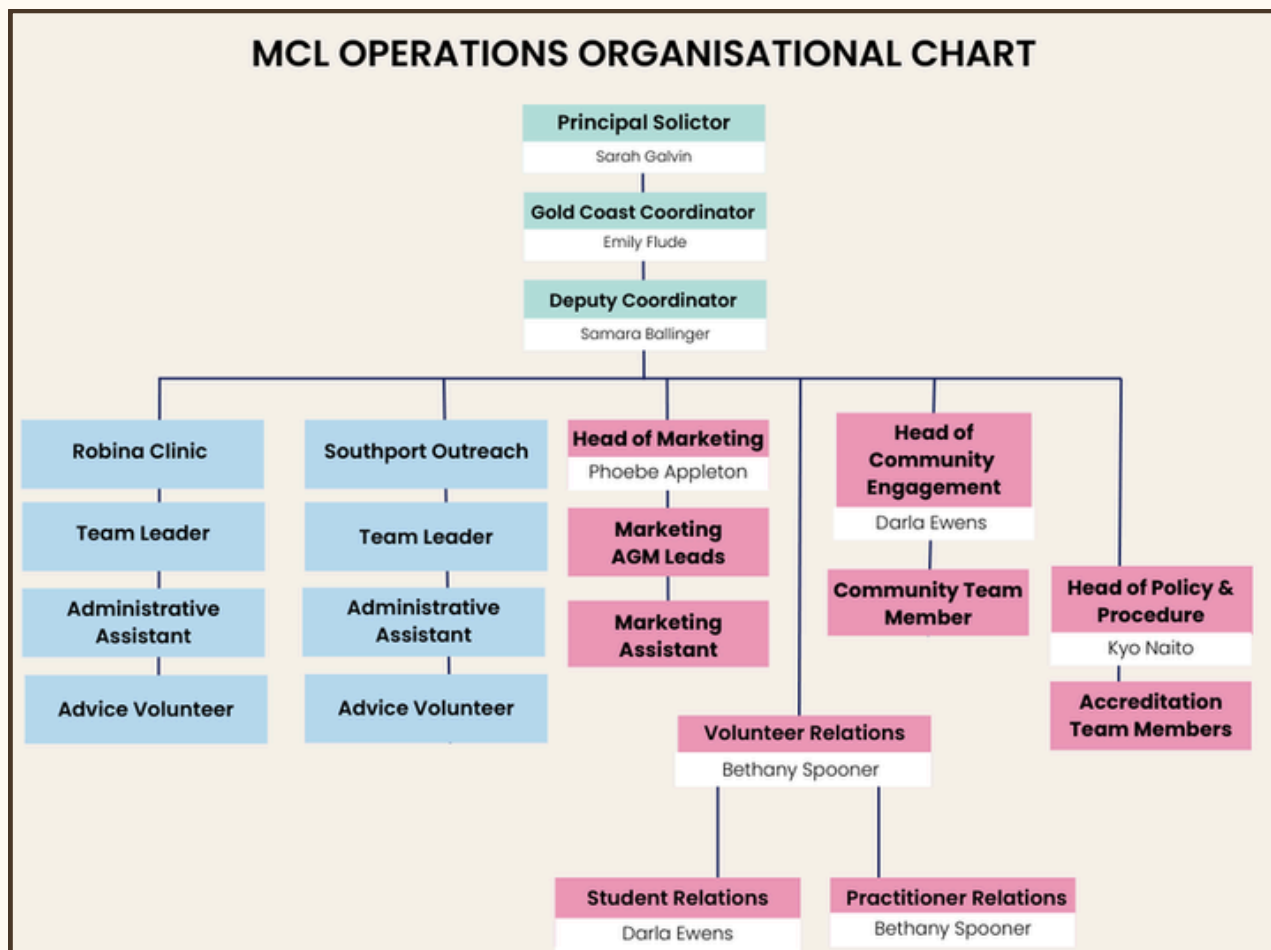 MCL OPERATIONS ORGANISATIONAL CHART
Principal Solictor
Sarah Galvin
Gold Coast Coordinator
Emily Flude
Deputy Coordinator
Samara Ballinger
Robina Clinic
Team Leader
Administrative
Assistant
Advice Volunteer
Southport Outreach
Team Leader
Administrative
Assistant
Advice Volunteer
Head of Marketing
Phoebe Appleton
Marketing
AGM Leads
Marketing
Assistant
Volunteer Relations
Bethany Spooner
Student Relations
Darla Ewens
Practitioner Relations
Bethany Spooner
Head of
Community
Engagement
Darla Ewens
Community Team
Member
Head of Policy &
Procedure
Kyo Naito
Accreditation
Team Members